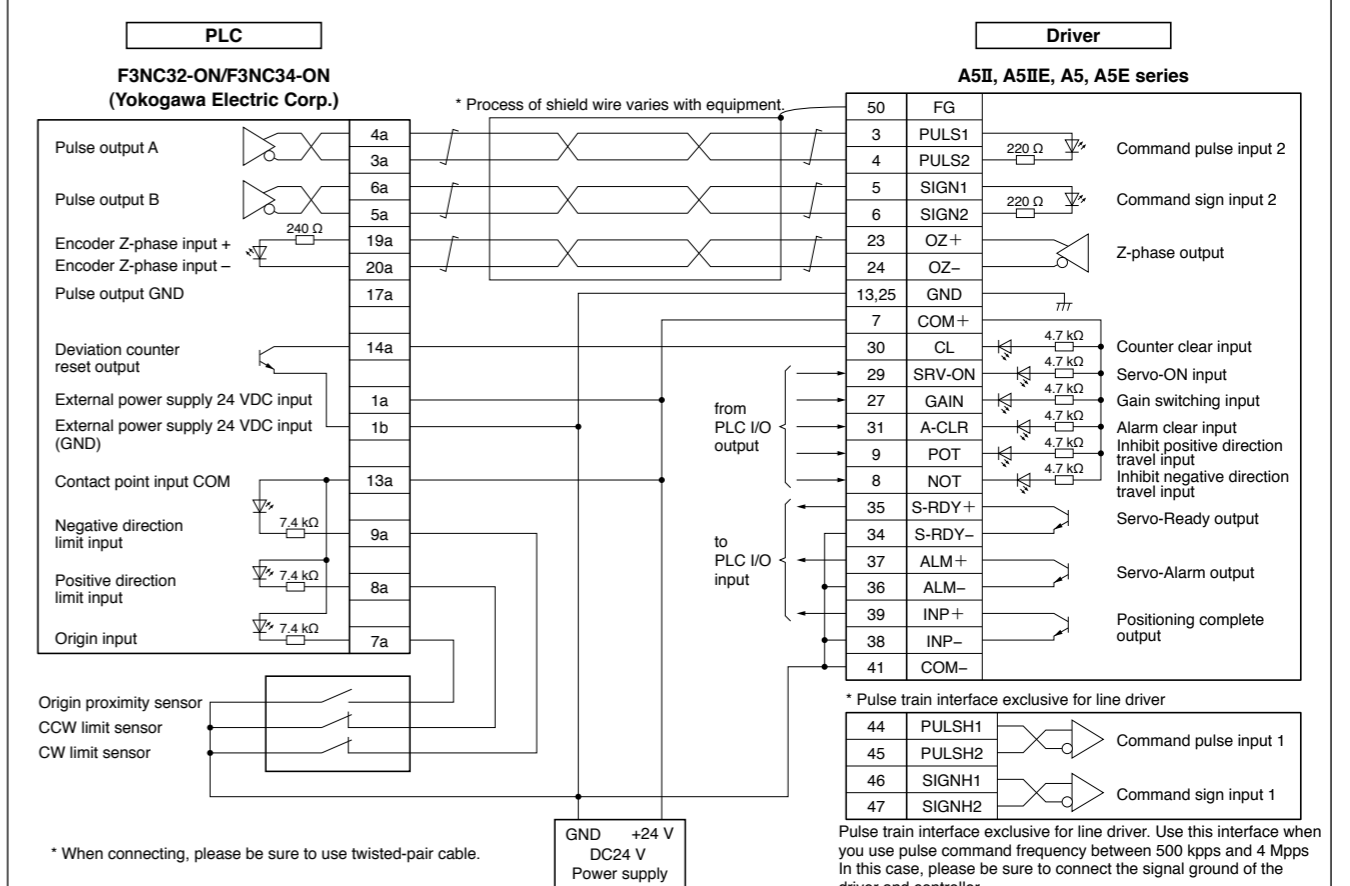 PLC
Driver
F3NC32-ON/F3NC34-ON
(Yokogawa Electric Corp.)
A5II, A5IIE, A5, A5E series
* Process of shield wire varies with equipment.
50 FG
Pulse output A
4a
3a
3 PULS1
4 PULS2
220 Ω
Command pulse input 2
Pulse output B
6a
5a
5 SIGN1
6 SIGN2
220 Ω
Command sign input 2
240 Ω
Encoder Z-phase input +
19a
23 OZ+
Encoder Z-phase input –
20a
24 OZ–
Z-phase output
Pulse output GND
17a
13,25 GND
7 COM+
Deviation counter
reset output
14a
30 CL
4.7 kΩ
Counter clear input
29 SRV-ON
4.7 kΩ
Servo-ON input
External power supply 24 VDC input
1a
27 GAIN
4.7 kΩ
Gain switching input
External power supply 24 VDC input
(GND)
1b
31 A-CLR
4.7 kΩ
Alarm clear input
from
PLC I/O
output
9 POT
4.7 kΩ
Inhibit positive direction
travel input
Contact point input COM
13a
8 NOT
4.7 kΩ
Inhibit negative direction
travel input
35 S-RDY+
Servo-Ready output
Negative direction
limit input
7.4 kΩ
9a
34 S-RDY–
to
PLC I/O
input
37 ALM+
Servo-Alarm output
Positive direction
limit input
7.4 kΩ
8a
36 ALM–
39 INP+
Positioning complete
output
Origin input
7.4 kΩ
7a
38 INP–
41 COM–
Origin proximity sensor
CCW limit sensor
CW limit sensor
* Pulse train interface exclusive for line driver
44 PULSH1
45 PULSH2
Command pulse input 1
46 SIGNH1
47 SIGNH2
Command sign input 1
GND +24 V
DC24 V
Power supply
* When connecting, please be sure to use twisted-pair cable.
Pulse train interface exclusive for line driver. Use this interface when
you use pulse command frequency between 500 kpps and 4 Mpps
In this case, please be sure to connect the signal ground of the
driver and controller